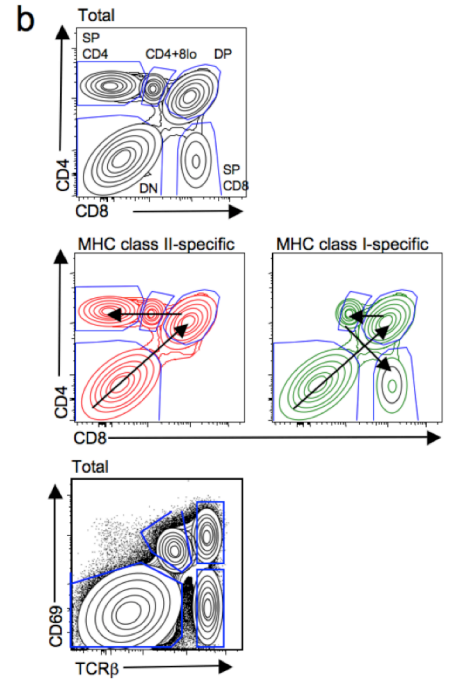 b
Total
SP
CD4
CD4+8lo
DP
DN
SP
CD8
CD4
CD8
MHC class II-specific
MHC class I-specific
CD4
CD8
Total
CD69
TCRβ